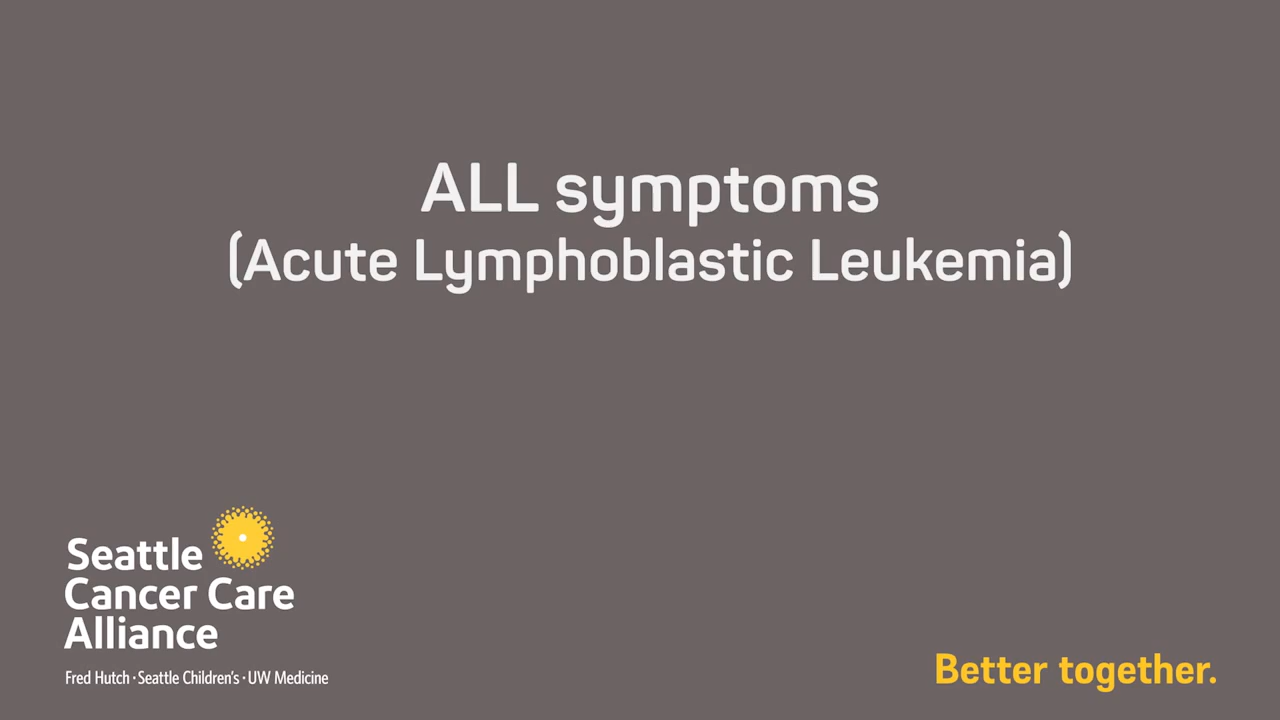 ALL symptoms
(Acute Lymphoblastic Leukemia)
Seattle
Cancer Care
Alliance
Fred Hutch · Seattle Children's · UW Medicine
Better together.